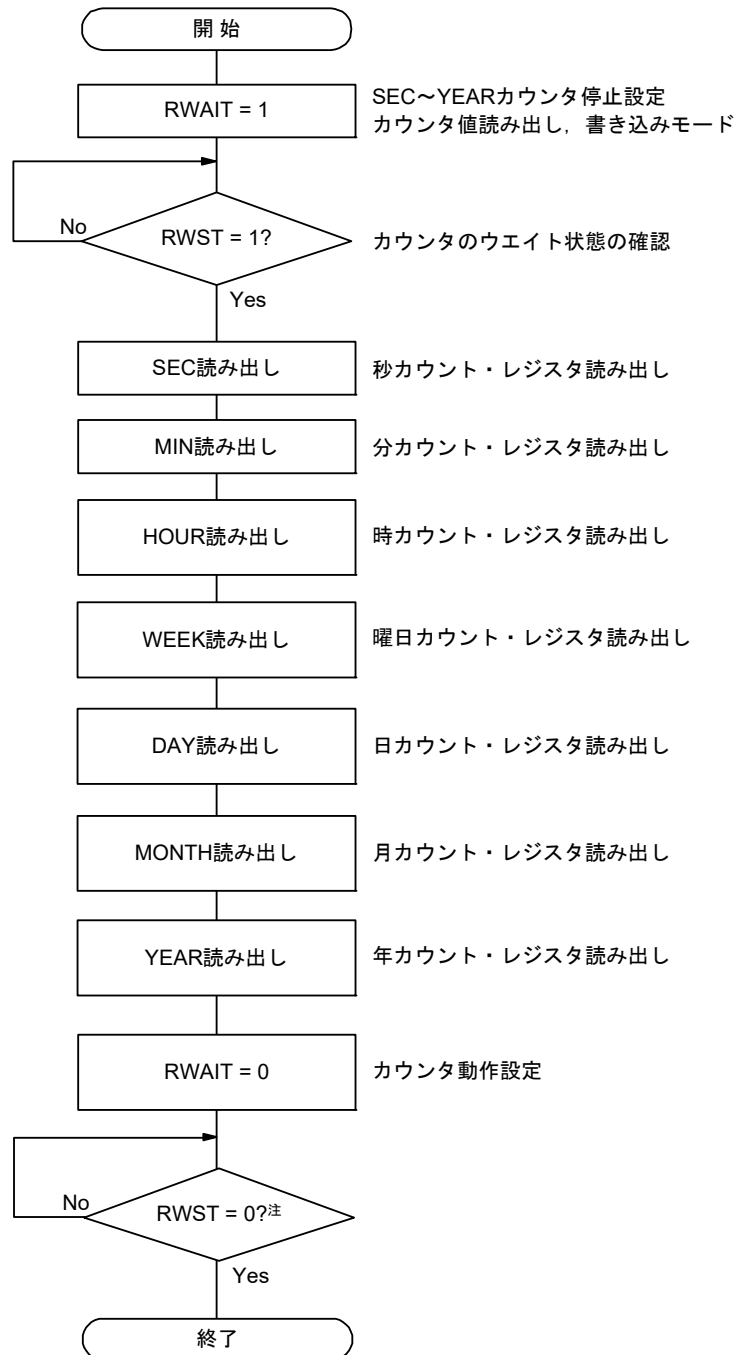 開 始
RWAIT = 1
SEC～YEARカウンタ停止設定
カウンタ値読み出し，書き込みモード
No
RWST = 1?
カウンタのウエイト状態の確認
Yes
SEC読み出し
秒カウント・レジスタ読み出し
MIN読み出し
分カウント・レジスタ読み出し
HOUR読み出し
時カウント・レジスタ読み出し
WEEK読み出し
曜日カウント・レジスタ読み出し
DAY読み出し
日カウント・レジスタ読み出し
MONTH読み出し
月カウント・レジスタ読み出し
YEAR読み出し
年カウント・レジスタ読み出し
RWAIT = 0
カウンタ動作設定
No
RWST = 0?注
Yes
終了